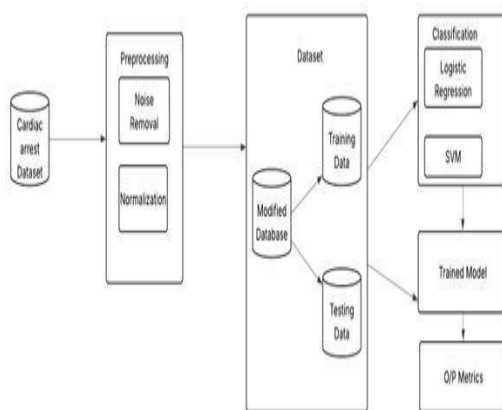 Cardiac
arrest
Dataset
Preprocessing
Noise
Removal
Normalization
Dataset
Modified
Database
Training
Data
Testing
Data
Classification
Logistic
Regression
SVM
Trained Model
O/P Metrics